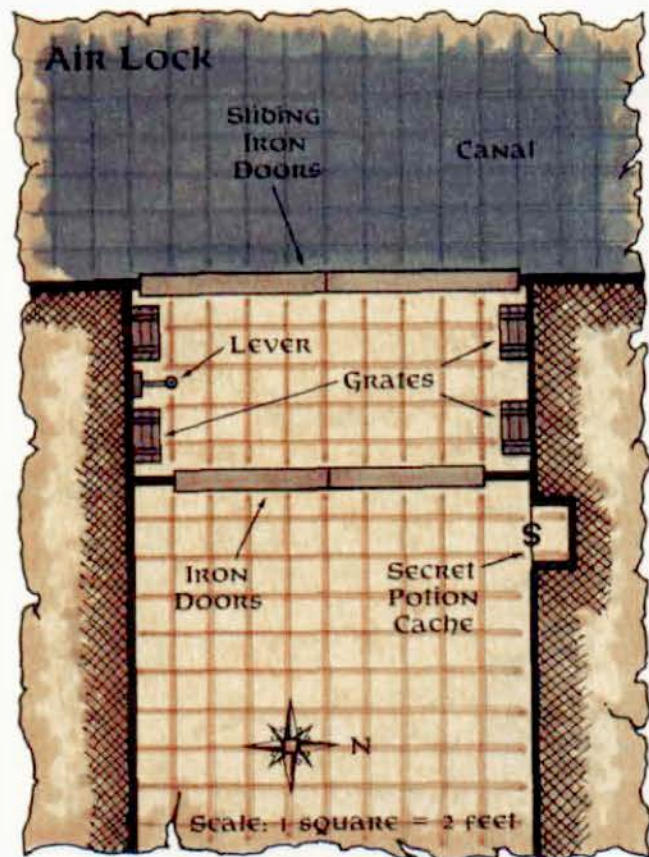 Air Lock
Sliding
Iron
Doors
Canal
Lever
Grates
Iron
Doors
Secret
Potion
Cache
S
N
Scale: 1 square = 2 feet